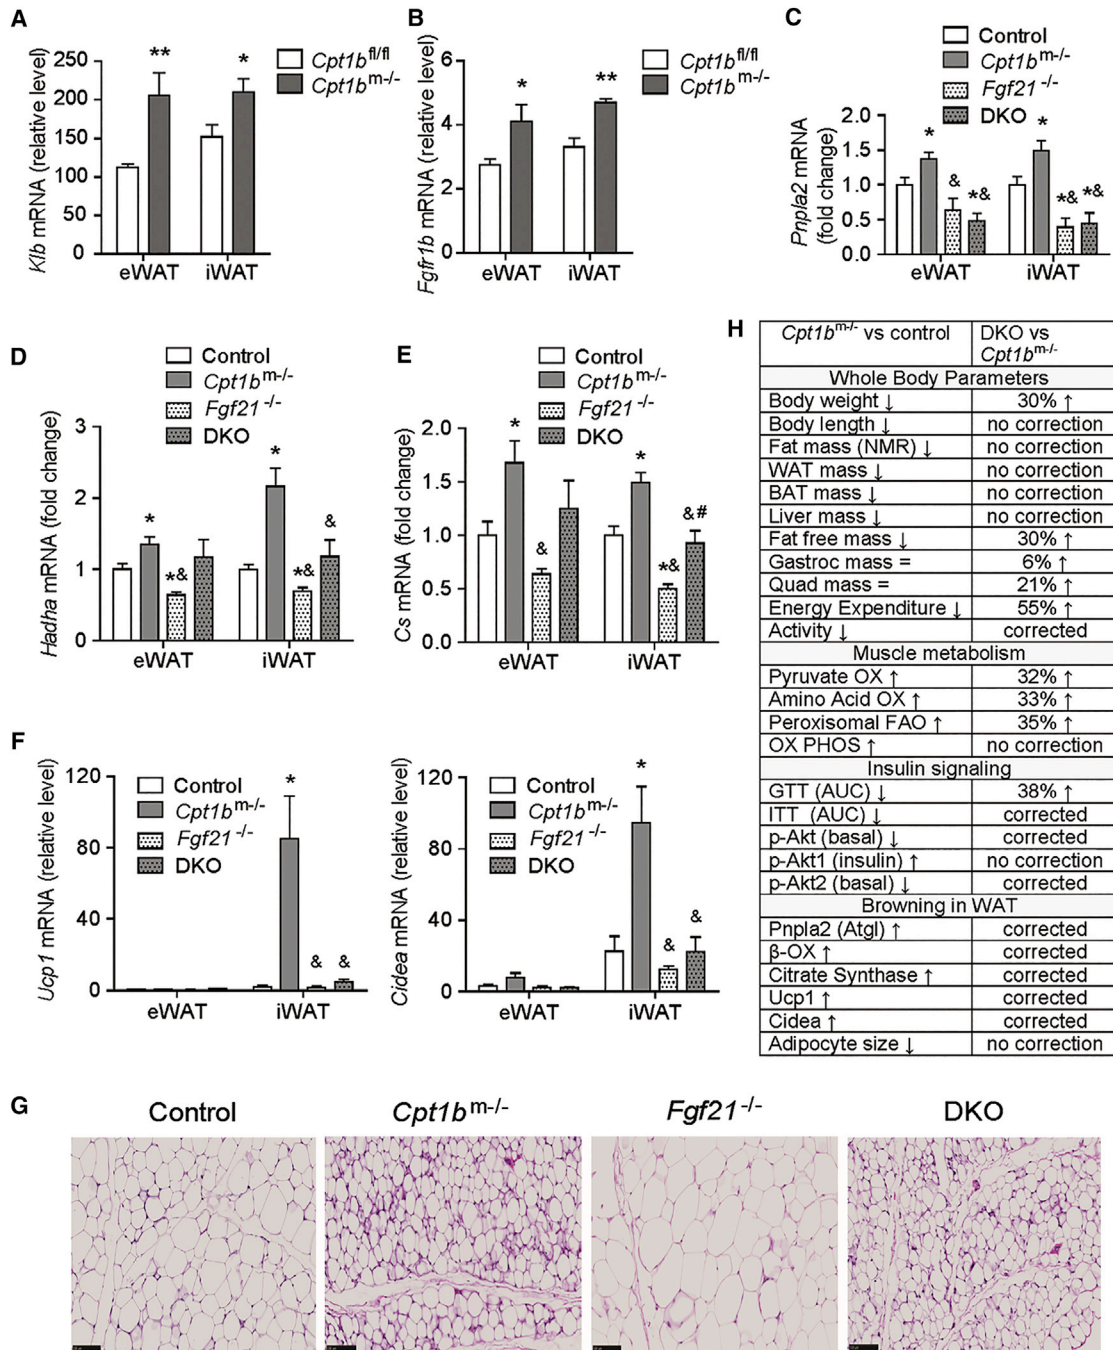 A
Klb mRNA (relative level)
250
200
150
100
50
0
** *
eWAT iWAT
Cpt1b fl/fl
Cpt1b m-/-
B
Fgfr1b mRNA (relative level)
6
4
2
0
* **
eWAT iWAT
Cpt1b fl/fl
Cpt1b m-/-
C
Control
Cpt1b m-/-
Fgf21 -/-
DKO
Pnpla2 mRNA
(fold change)
2.0
1.5
1.0
0.5
0.0
* & *& * *& *&
eWAT iWAT
D
Control
Cpt1b m-/-
Fgf21 -/-
DKO
Hadha mRNA (fold change)
3
2
1
0
* *& * *& &
eWAT iWAT
E
Control
Cpt1b m-/-
Fgf21 -/-
DKO
Cs mRNA (fold change)
2.0
1.5
1.0
0.5
0.0
* & * *& &#
eWAT iWAT
F
Ucp1 mRNA (relative level)
120
80
40
0
Control
Cpt1b m-/-
Fgf21 -/-
DKO
* & &
eWAT iWAT
Cidea mRNA (relative level)
120
80
40
0
Control
Cpt1b m-/-
Fgf21 -/-
DKO
* & &
eWAT iWAT
H
Cpt1b m-/- vs control DKO vs
Cpt1b m-/-
Whole Body Parameters
Body weight ↓ 30% ↑
Body length ↓ no correction
Fat mass (NMR) ↓ no correction
WAT mass ↓ no correction
BAT mass ↓ no correction
Liver mass ↓ no correction
Fat free mass ↓ 30% ↑
Gastroc mass = 6% ↑
Quad mass = 21% ↑
Energy Expenditure ↓ 55% ↑
Activity ↓ corrected
Muscle metabolism
Pyruvate OX ↑ 32% ↑
Amino Acid OX ↑ 33% ↑
Peroxisomal FAO ↑ 35% ↑
OX PHOS ↑ no correction
Insulin signaling
GTT (AUC) ↓ 38% ↑
ITT (AUC) ↓ corrected
p-Akt (basal) ↓ corrected
p-Akt1 (insulin) ↑ no correction
p-Akt2 (basal) ↓ corrected
Browning in WAT
Pnpla2 (Atgl) ↑ corrected
β-OX ↑ corrected
Citrate Synthase ↑ corrected
Ucp1 ↑ corrected
Cidea ↑ corrected
Adipocyte size ↓ no correction
G
Control Cpt1b m-/- Fgf21 -/- DKO